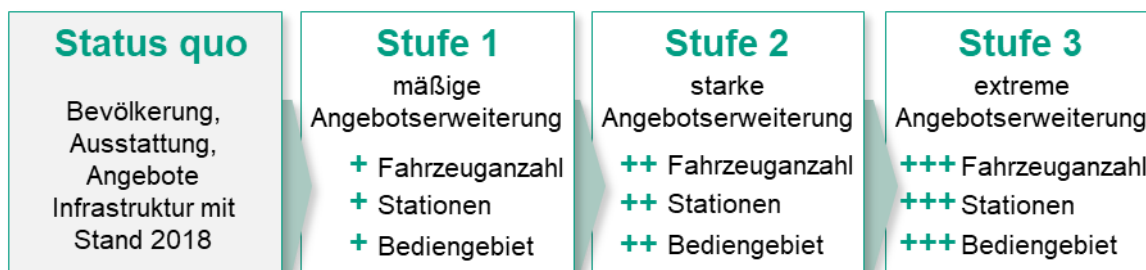 Status quo
Bevölkerung,
Ausstattung,
Angebote
Infrastruktur mit
Stand 2018
Stufe 1
mäßige
Angebotserweiterung
+ Fahrzeuganzahl
+ Stationen
+ Bediengebiet
Stufe 2
starke
Angebotserweiterung
++ Fahrzeuganzahl
++ Stationen
++ Bediengebiet
Stufe 3
extreme
Angebotserweiterung
+++ Fahrzeuganzahl
+++ Stationen
+++ Bediengebiet